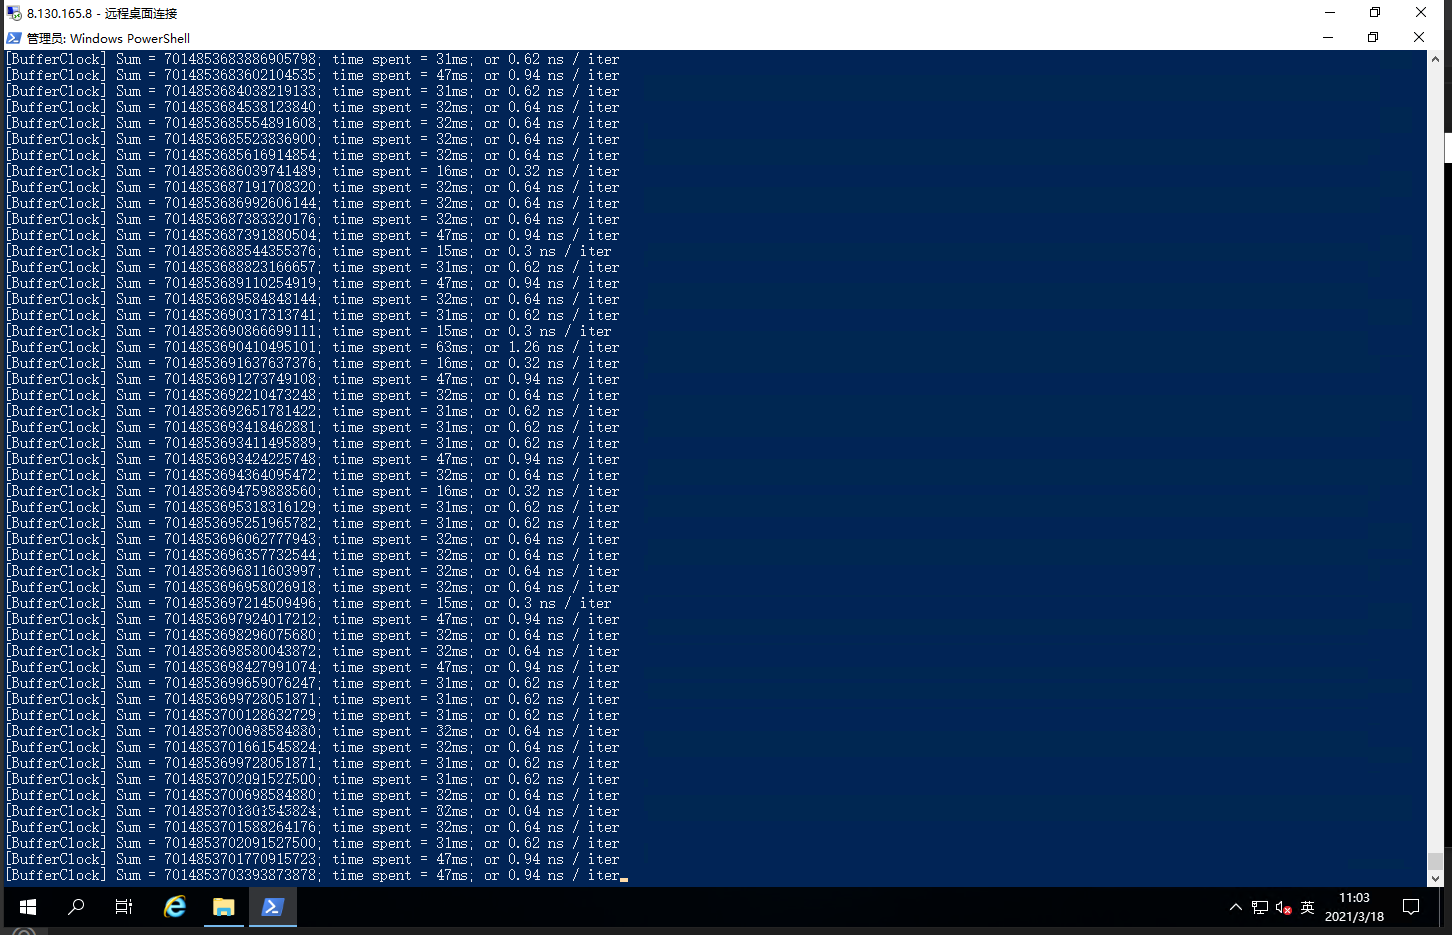 8.130.165.8 - 远程桌面连接
管理员: Windows PowerShell
[BufferClock] Sum = 7014853683886905798; time spent = 31ms; or 0.62 ns / iter
[BufferClock] Sum = 7014853683602104535; time spent = 47ms; or 0.94 ns / iter
[BufferClock] Sum = 7014853684038219133; time spent = 31ms; or 0.62 ns / iter
[BufferClock] Sum = 7014853684538123840; time spent = 32ms; or 0.64 ns / iter
[BufferClock] Sum = 7014853685554891608; time spent = 32ms; or 0.64 ns / iter
[BufferClock] Sum = 7014853685523836900; time spent = 32ms; or 0.64 ns / iter
[BufferClock] Sum = 7014853685616914854; time spent = 32ms; or 0.64 ns / iter
[BufferClock] Sum = 7014853686039741489; time spent = 16ms; or 0.32 ns / iter
[BufferClock] Sum = 7014853687191708320; time spent = 32ms; or 0.64 ns / iter
[BufferClock] Sum = 7014853686992606144; time spent = 32ms; or 0.64 ns / iter
[BufferClock] Sum = 7014853687383320176; time spent = 32ms; or 0.64 ns / iter
[BufferClock] Sum = 7014853687391880504; time spent = 47ms; or 0.94 ns / iter
[BufferClock] Sum = 7014853688544355376; time spent = 15ms; or 0.3 ns / iter
[BufferClock] Sum = 7014853688823166657; time spent = 31ms; or 0.62 ns / iter
[BufferClock] Sum = 7014853689110254919; time spent = 47ms; or 0.94 ns / iter
[BufferClock] Sum = 7014853689584848144; time spent = 32ms; or 0.64 ns / iter
[BufferClock] Sum = 7014853690317313741; time spent = 31ms; or 0.62 ns / iter
[BufferClock] Sum = 7014853690866699111; time spent = 15ms; or 0.3 ns / iter
[BufferClock] Sum = 7014853690410495101; time spent = 63ms; or 1.26 ns / iter
[BufferClock] Sum = 7014853691637637376; time spent = 16ms; or 0.32 ns / iter
[BufferClock] Sum = 7014853691273749108; time spent = 47ms; or 0.94 ns / iter
[BufferClock] Sum = 7014853692210473248; time spent = 32ms; or 0.64 ns / iter
[BufferClock] Sum = 7014853692651781422; time spent = 31ms; or 0.62 ns / iter
[BufferClock] Sum = 7014853693418462881; time spent = 31ms; or 0.62 ns / iter
[BufferClock] Sum = 7014853693411495889; time spent = 31ms; or 0.62 ns / iter
[BufferClock] Sum = 7014853693424225748; time spent = 47ms; or 0.94 ns / iter
[BufferClock] Sum = 7014853694364095472; time spent = 32ms; or 0.64 ns / iter
[BufferClock] Sum = 7014853694759888560; time spent = 16ms; or 0.32 ns / iter
[BufferClock] Sum = 7014853695318316129; time spent = 31ms; or 0.62 ns / iter
[BufferClock] Sum = 7014853695251965782; time spent = 31ms; or 0.62 ns / iter
[BufferClock] Sum = 7014853696062777943; time spent = 32ms; or 0.64 ns / iter
[BufferClock] Sum = 7014853696357732544; time spent = 32ms; or 0.64 ns / iter
[BufferClock] Sum = 7014853696811603997; time spent = 32ms; or 0.64 ns / iter
[BufferClock] Sum = 7014853696958026918; time spent = 32ms; or 0.64 ns / iter
[BufferClock] Sum = 7014853697214509496; time spent = 15ms; or 0.3 ns / iter
[BufferClock] Sum = 7014853697924017212; time spent = 47ms; or 0.94 ns / iter
[BufferClock] Sum = 7014853698296075680; time spent = 32ms; or 0.64 ns / iter
[BufferClock] Sum = 7014853698580043872; time spent = 32ms; or 0.64 ns / iter
[BufferClock] Sum = 7014853698427991074; time spent = 47ms; or 0.94 ns / iter
[BufferClock] Sum = 7014853699659076247; time spent = 31ms; or 0.62 ns / iter
[BufferClock] Sum = 7014853699728051871; time spent = 31ms; or 0.62 ns / iter
[BufferClock] Sum = 7014853700128632729; time spent = 31ms; or 0.62 ns / iter
[BufferClock] Sum = 7014853700698584880; time spent = 32ms; or 0.64 ns / iter
[BufferClock] Sum = 7014853701661545824; time spent = 32ms; or 0.64 ns / iter
[BufferClock] Sum = 7014853699728051871; time spent = 31ms; or 0.62 ns / iter
[BufferClock] Sum = 7014853702091527500; time spent = 31ms; or 0.62 ns / iter
[BufferClock] Sum = 7014853700698584880; time spent = 32ms; or 0.64 ns / iter
[BufferClock] Sum = time spent = or ns / iter
[BufferClock] Sum = 7014853701588264176; time spent = 32ms; or 0.64 ns / iter
[BufferClock] Sum = 7014853702091527500; time spent = 31ms; or 0.62 ns / iter
[BufferClock] Sum = 7014853701770915723; time spent = 47ms; or 0.94 ns / iter
[BufferClock] Sum = 7014853703393873878; time spent = 47ms; or 0.94 ns / iter
英
11:03
2021/3/18